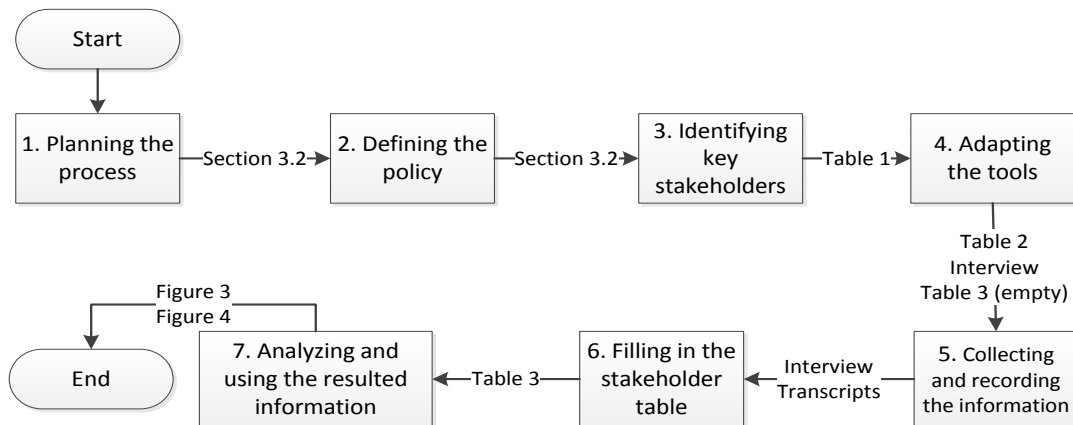 Start
1. Planning the
process
Section 3.2
2. Defining the
policy
Section 3.2
3. Identifying
key
stakeholders
Table 1
4. Adapting
the tools
Table 2
Interview
Table 3 (empty)
5. Collecting
and recording
the information
Interview
Transcripts
6. Filling in the
stakeholder
table
Table 3
7. Analyzing and
using the resulted
information
Figure 3
Figure 4
End